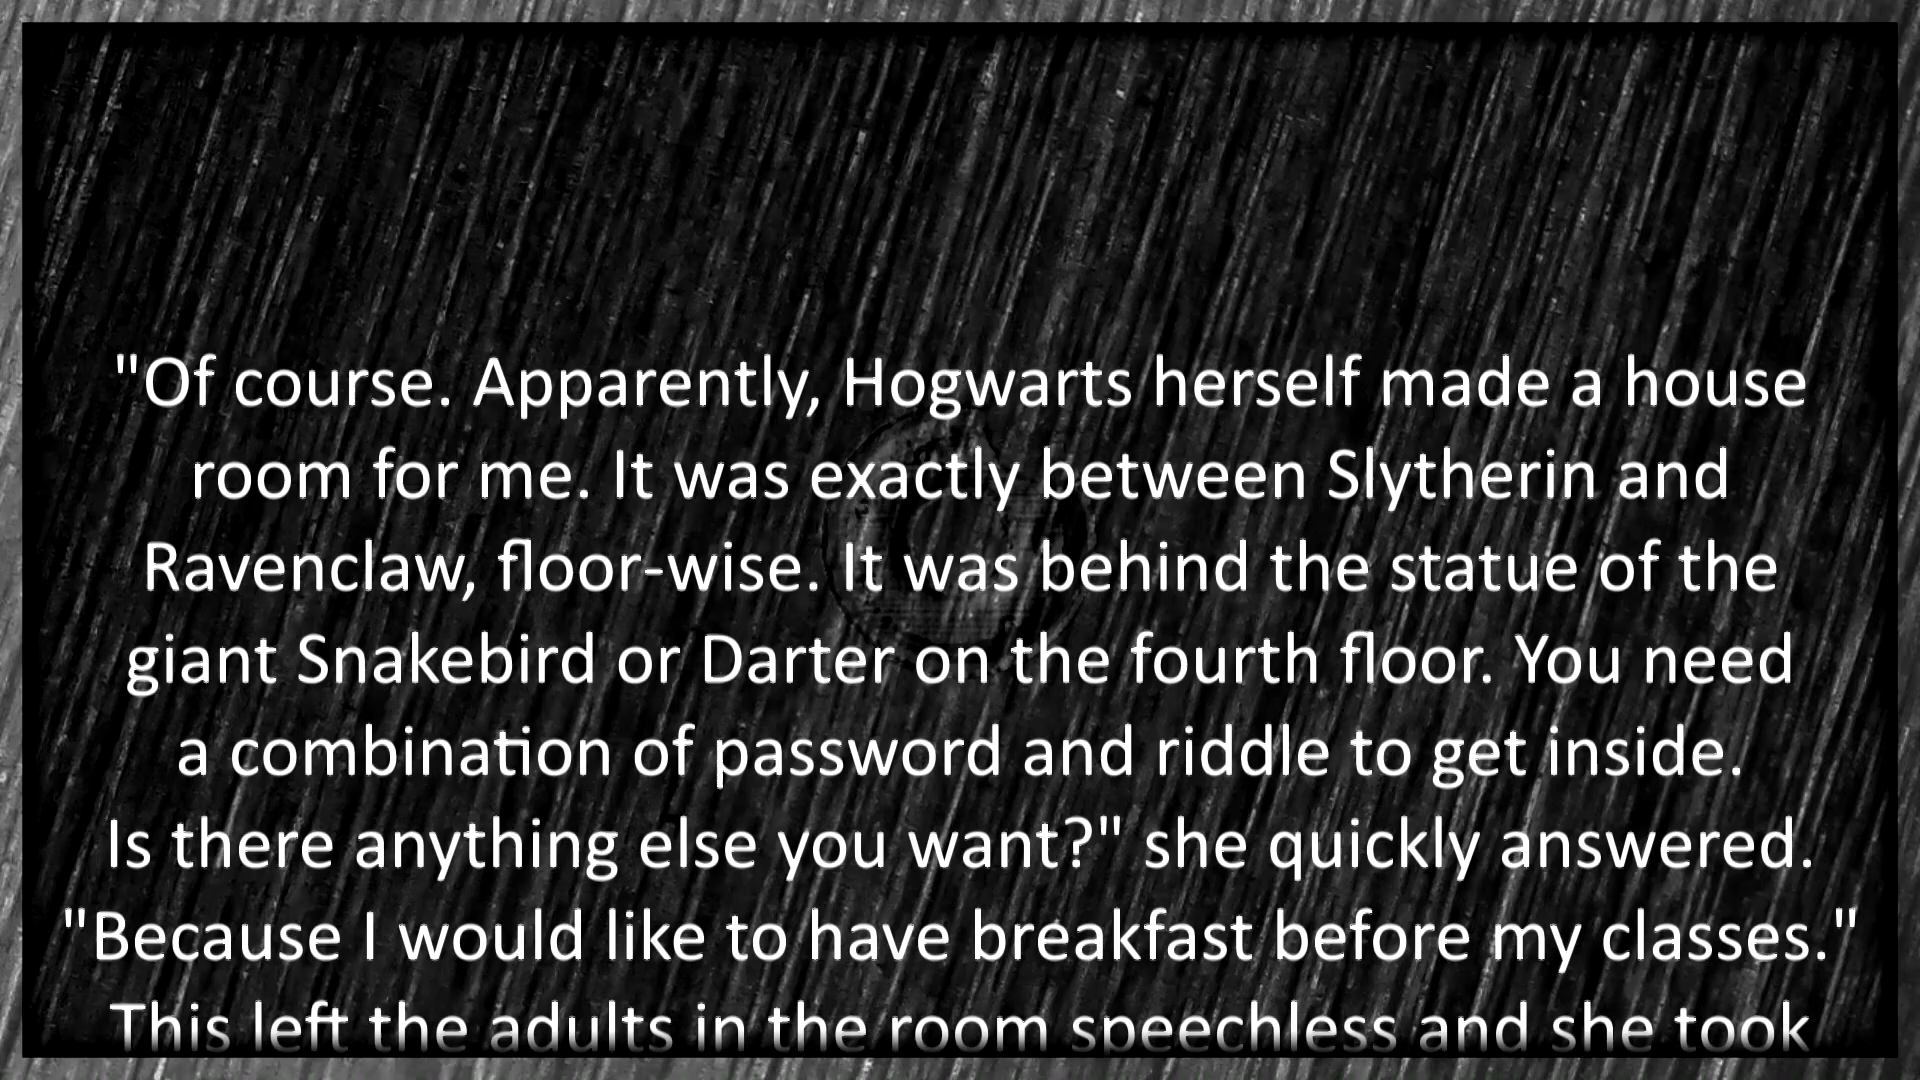 "Of course. Apparently, Hogwarts herself made a house
room for me. It was exactly between Slytherin and
Ravenclaw, floor-wise. It was behind the statue of the
giant Snakebird or Darter on the fourth floor. You need
a combination of password and riddle to get inside.
Is there anything else you want?" she quickly answered.
"Because I would like to have breakfast before my classes."
This left the adults in the room speechless and she took